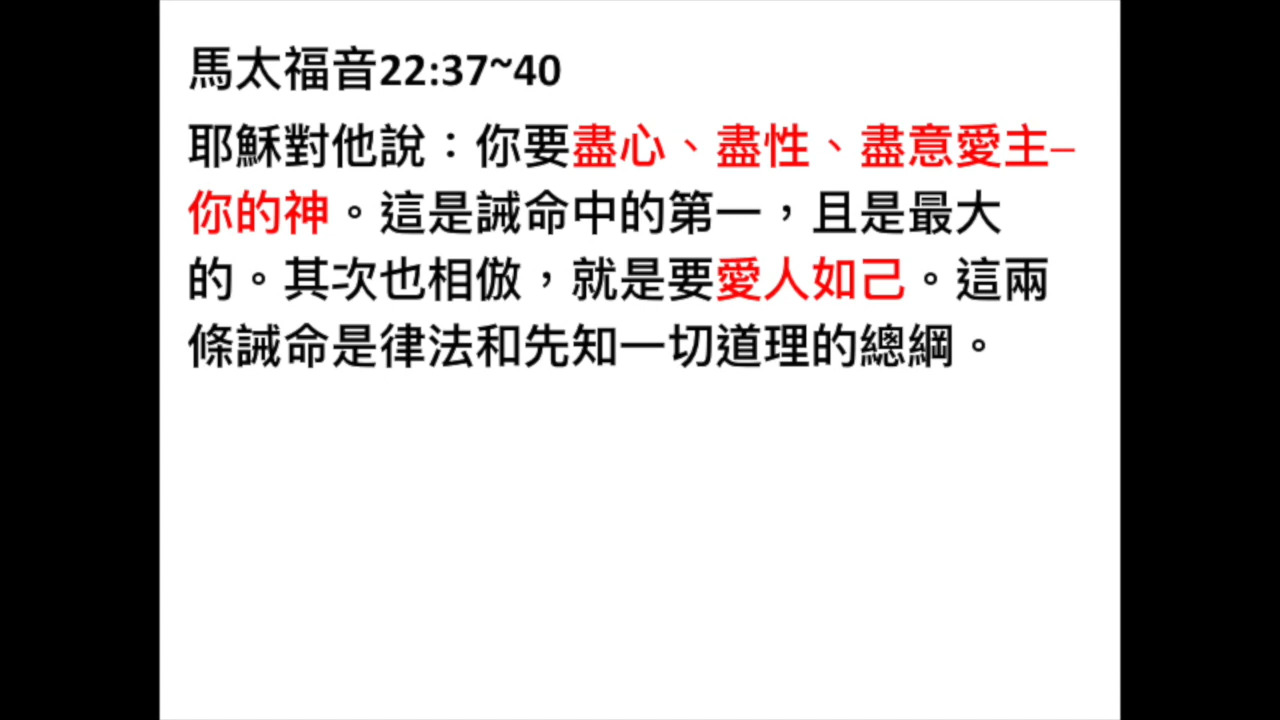 馬太福音22:37~40
耶穌對他說：你要盡心、盡性、盡意愛主–
你的神。這是誡命中的第一，且是最大
的。其次也相倣，就是要愛人如己。這兩
條誡命是律法和先知一切道理的總綱。